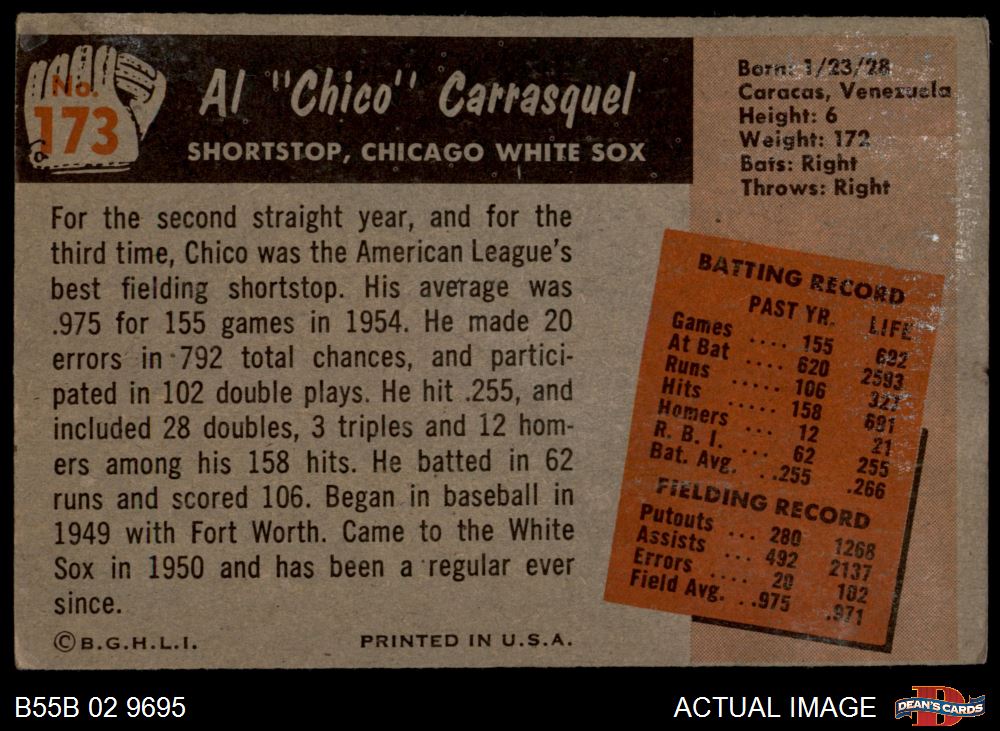 No.
173
Al "Chico" Carrasquel
SHORTSTOP, CHICAGO WHITE SOX
Born: 1/23/28
Caracas, Venezuela
Height: 6
Weight: 172
Bats: Right
Throws: Right
For the second straight year, and for the
third time, Chico was the American League's
best fielding shortstop. His average was
.975 for 155 games in 1954. He made 20
errors in 792 total chances, and partici-
pated in 102 double plays. He hit .255, and
included 28 doubles, 3 triples and 12 hom-
ers among his 158 hits. He batted in 62
runs and scored 106. Began in baseball in
1949 with Fort Worth. Came to the White
Sox in 1950 and has been a regular ever
since.
©B.G.H.L.I. PRINTED IN U.S.A.
BATTING RECORD
PAST YR. LIFE
Games .... 155 692
At Bat .... 620 2593
Runs ..... 106 327
Hits ..... 158 691
Homers ... 12 21
R. B. I. ... 62 255
Bat. Avg. ..255 .266
FIELDING RECORD
Putouts ... 280 1268
Assists ... 492 2137
Errors .... 20 102
Field Avg. ..975 .971
B55B 02 9695
ACTUAL IMAGE
DEAN'S CARDS